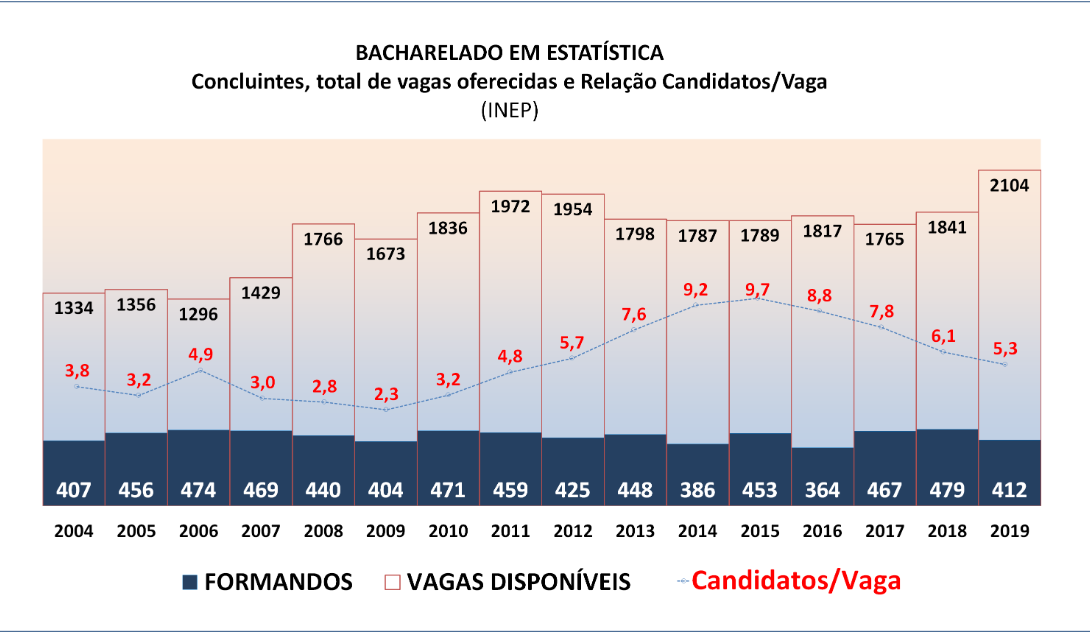 BACHARELADO EM ESTATÍSTICA
Concluintes, total de vagas oferecidas e Relação Candidatos/Vaga
(INEP)
1334 1356 1296 1429 1766 1673 1836 1972 1954 1798 1787 1789 1817 1765 1841 2104
3,8 3,2 4,9 3,0 2,8 2,3 3,2 4,8 5,7 7,6 9,2 9,7 8,8 7,8 6,1 5,3
407 456 474 469 440 404 471 459 425 448 386 453 364 467 479 412
2004 2005 2006 2007 2008 2009 2010 2011 2012 2013 2014 2015 2016 2017 2018 2019
FORMANDOS VAGAS DISPONÍVEIS Candidatos/Vaga